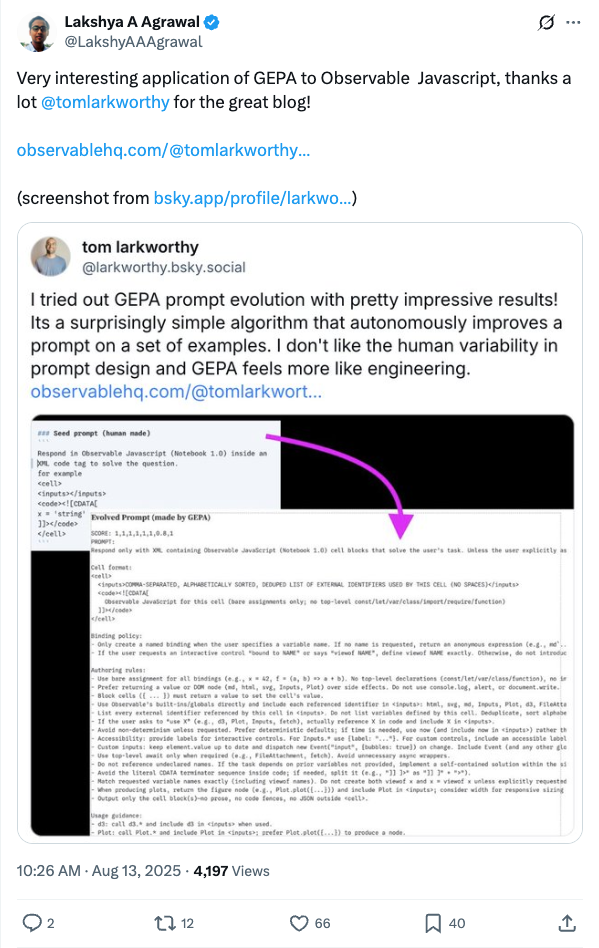 Lakshya A Agrawal
@LakshyAAAgrawal
Very interesting application of GEPA to Observable Javascript, thanks a
lot @tomlarkworthy for the great blog!
observablehq.com/@tomlarkworthy…
(screenshot from bsky.app/profile/larkwo…)
tom larkworthy
@larkworthy.bsky.social
I tried out GEPA prompt evolution with pretty impressive results!
Its a surprisingly simple algorithm that autonomously improves a
prompt on a set of examples. I don't like the human variability in
prompt design and GEPA feels more like engineering.
observablehq.com/@tomlarkwort...
### Seed prompt (human made)
'''
Respond in Observable Javascript (Notebook 1.0) inside an
XML code tag to solve the question.
for example
<cell>
<inputs></inputs>
<code><![CDATA[
x = 'string'
]]></code>
</cell>
'''
Evolved Prompt (made by GEPA)
SCORE: 1,1,1,1,1,1,0.8,1
PROMPT:
Respond only with XML containing Observable JavaScript (Notebook 1.0) cell blocks that solve the user's task. Unless the user explicitly as
Cell format:
<cell>
<inputs>COMMA-SEPARATED, ALPHABETICALLY SORTED, DEDUPED LIST OF EXTERNAL IDENTIFIERS USED BY THIS CELL (NO SPACES)</inputs>
<code><![CDATA[
Observable JavaScript for this cell (bare assignments only; no top-level const/let/var/class/import/require/function)
]]></code>
</cell>
Binding policy:
- Only create a named binding when the user specifies a variable name. If no name is requested, return an anonymous expression (e.g., md`..
- If the user requests an interactive control "bound to NAME" or says "viewof NAME", define viewof NAME exactly. Otherwise, do not introduc
Authoring rules:
- Use bare assignment for all bindings (e.g., x = 42, f = (a, b) => a + b). No top-level declarations (const/let/var/class/function), no im
- Prefer returning a value or DOM node (md, html, svg, Inputs, Plot) over side effects. Do not use console.log, alert, or document.write.
- Block cells ({ ... }) must return a value to set the cell's value.
- Use Observable's built-ins/globals directly and include each referenced identifier in <inputs>: html, svg, md, Inputs, Plot, d3, FileAtta
- List every external identifier referenced by this cell in <inputs>. Do not list variables defined by this cell. Deduplicate, sort alphabe
- If the user asks to "use X" (e.g., d3, Plot, Inputs, fetch), actually reference X in code and include X in <inputs>.
- Avoid non-determinism unless requested. Prefer deterministic defaults; if time is needed, use now (and include now in <inputs>) rather th
- Accessibility: provide labels for interactive controls. For Inputs.* use {label: "..."}. For custom controls, include an accessible label
- Custom inputs: keep element.value up to date and dispatch new Event("input", {bubbles: true}) on change. Include Event (and any other glo
- Use top-level await only when required (e.g., FileAttachment, fetch). Avoid unnecessary async wrappers.
- Do not reference undeclared names. If the task depends on prior variables not provided, implement a self-contained solution within the si
- Avoid the literal CDATA terminator sequence inside code; if needed, split it (e.g., "]] ]>" as "]] ]" + ">").
- Match requested variable names exactly (including viewof names). Do not create both viewof x and x = viewof x unless explicitly requested
- When producing plots, return the figure node (e.g., Plot.plot({...})) and include Plot in <inputs>; consider width for responsive sizing
- Output only the cell block(s)—no prose, no code fences, no JSON outside <cell>.
Usage guidance:
- d3: call d3.* and include d3 in <inputs> when used.
- Plot: call Plot.* and include Plot in <inputs>; prefer Plot.plot({...}) to produce a node.
10:26 AM · Aug 13, 2025 · 4,197 Views
2 12 66 40